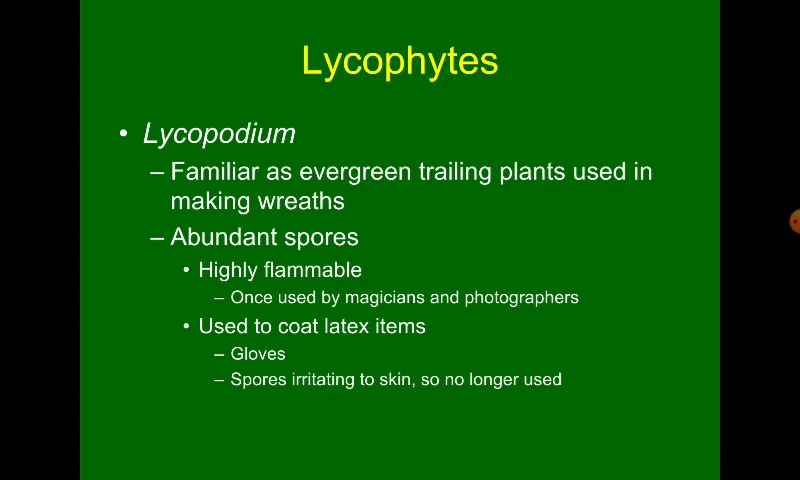 Lycophytes
• Lycopodium
– Familiar as evergreen trailing plants used in
making wreaths
– Abundant spores
• Highly flammable
– Once used by magicians and photographers
• Used to coat latex items
– Gloves
– Spores irritating to skin, so no longer used